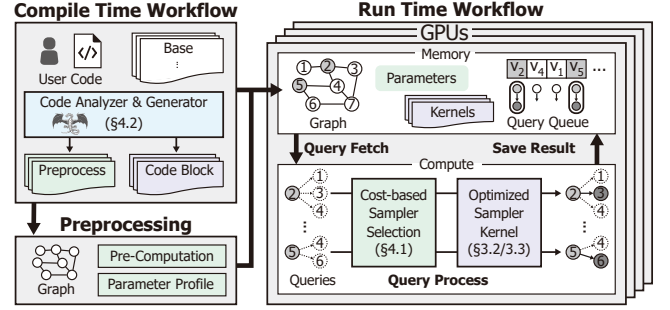 Compile Time Workflow
User Code
Base
⋮
Code Analyzer & Generator
(§4.2)
Preprocess
Code Block
Preprocessing
Graph
Pre-Computation
Parameter Profile
Run Time Workflow
GPUs
Memory
1 2 3
5 4
6 7
Graph
Parameters
Kernels
V2 V4 V1 V5 ...
Query Queue
Query Fetch
Save Result
Compute
2 1
3
4
⋮
5 4
6
Queries
Cost-based
Sampler
Selection
(§4.1)
Optimized
Sampler
Kernel
(§3.2/3.3)
Query Process
2 1
3
4
⋮
5 4
6